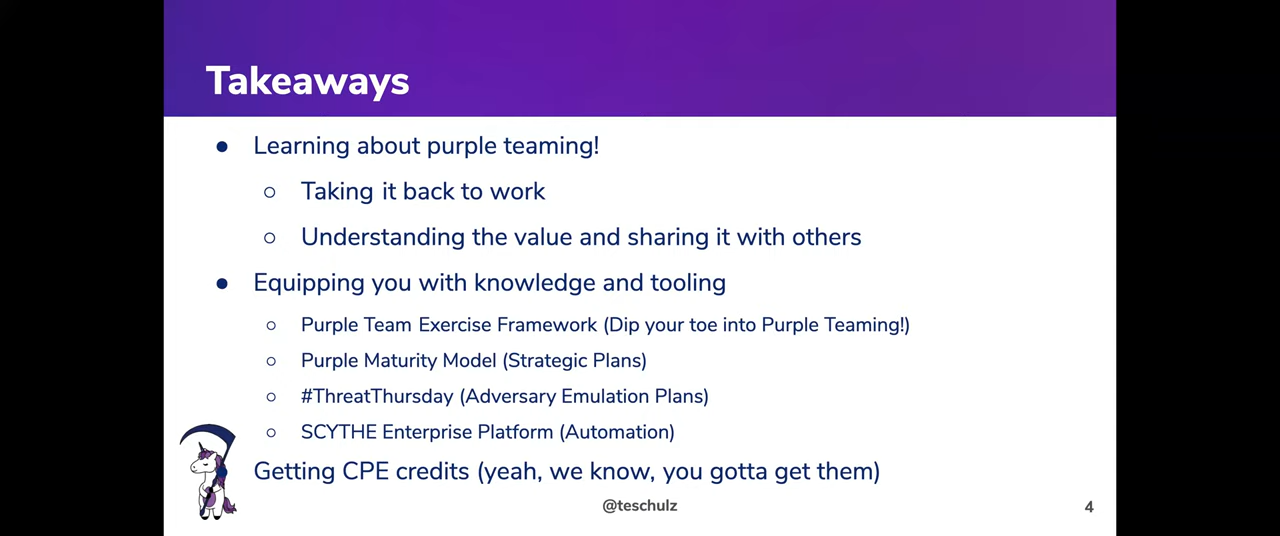 Takeaways
● Learning about purple teaming!
○ Taking it back to work
○ Understanding the value and sharing it with others
● Equipping you with knowledge and tooling
○ Purple Team Exercise Framework (Dip your toe into Purple Teaming!)
○ Purple Maturity Model (Strategic Plans)
○ #ThreatThursday (Adversary Emulation Plans)
○ SCYTHE Enterprise Platform (Automation)
Getting CPE credits (yeah, we know, you gotta get them)
@teschulz
4